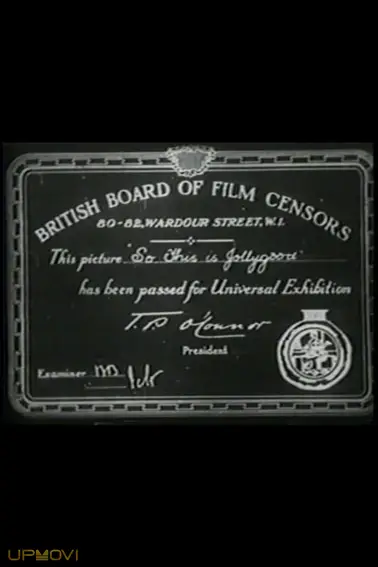 BRITISH BOARD OF FILM CENSORS
80-82, WARDOUR STREET, W.1.
This picture "So this is Jollygood"
has been passed for Universal Exhibition
T. P. O'Connor
President
Examiner
UPMOVI